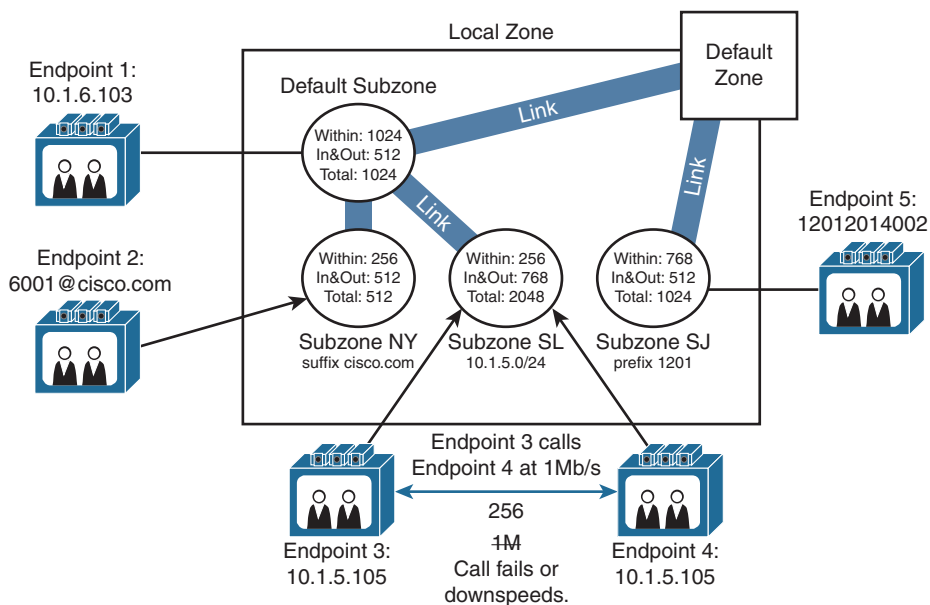 Local Zone
Default
Zone
Endpoint 1:
10.1.6.103
Default Subzone
Link
Within: 1024
In&Out: 512
Total: 1024
Link
Link
Endpoint 5:
12012014002
Endpoint 2:
6001@cisco.com
Within: 256
In&Out: 512
Total: 512
Within: 256
In&Out: 768
Total: 2048
Within: 768
In&Out: 512
Total: 1024
Subzone NY
suffix cisco.com
Subzone SL
10.1.5.0/24
Subzone SJ
prefix 1201
Endpoint 3 calls
Endpoint 4 at 1Mb/s
256
1M
Call fails or
downspeeds.
Endpoint 3:
10.1.5.105
Endpoint 4:
10.1.5.105